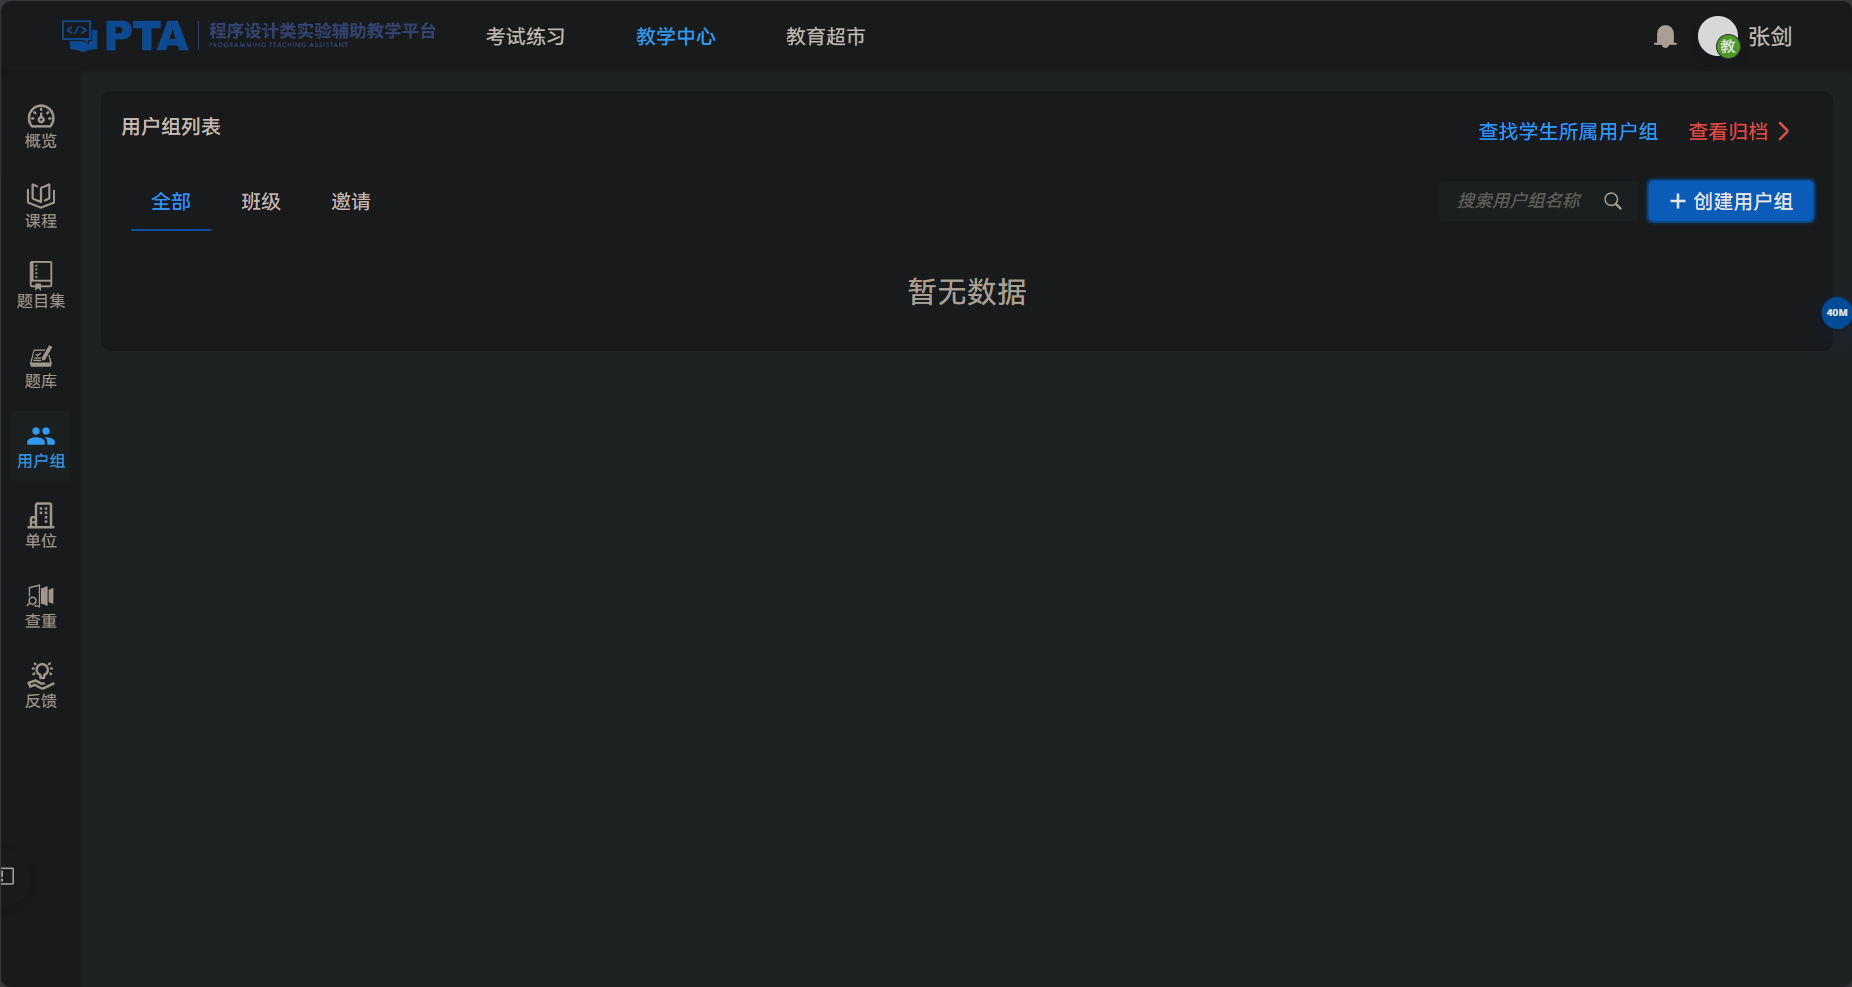 PTA 程序设计类实验辅助教学平台
PROGRAMMING TEACHING ASSISTANT
考试练习 教学中心 教育超市
教 张剑
概览
课程
题目集
题库
用户组
单位
查重
反馈
用户组列表
查找学生所属用户组 查看归档
全部 班级 邀请
搜索用户组名称 创建用户组
暂无数据
40M